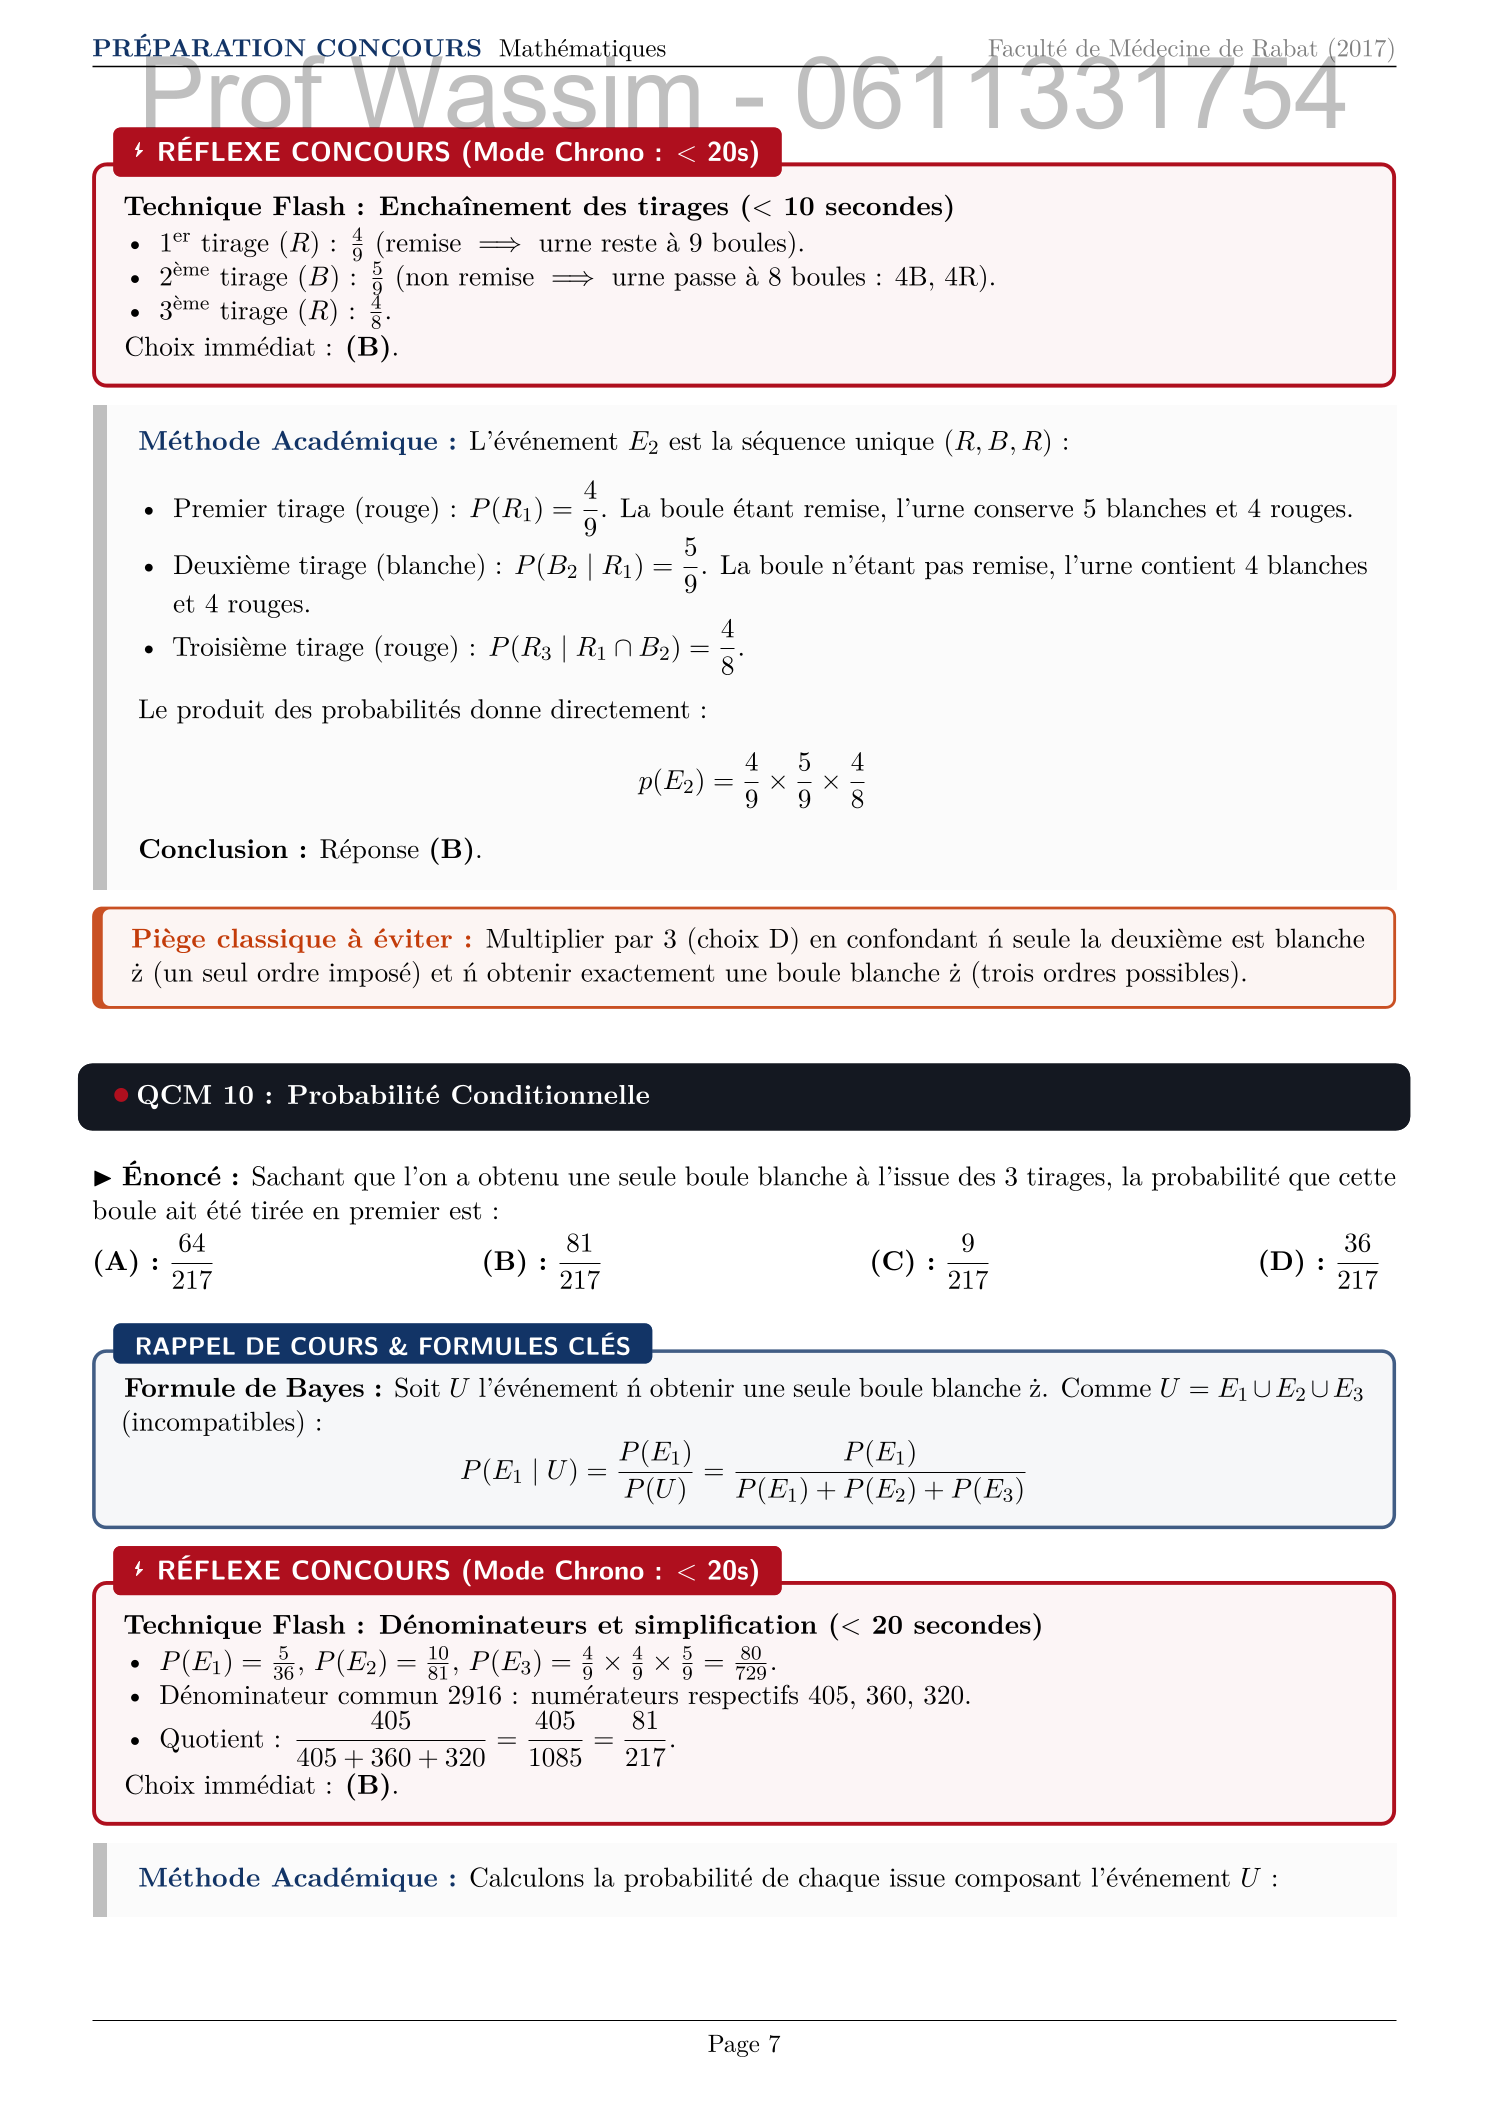 PRÉPARATION CONCOURS Mathématiques
Faculté de Médecine de Rabat (2017)
Prof Wassim - 0611331754
RÉFLEXE CONCOURS (Mode Chrono : < 20s)
Technique Flash : Enchaînement des tirages (< 10 secondes)
• 1er tirage (R) : 4/9 (remise ⟹ urne reste à 9 boules).
• 2ème tirage (B) : 5/9 (non remise ⟹ urne passe à 8 boules : 4B, 4R).
• 3ème tirage (R) : 4/8.
Choix immédiat : (B).
Méthode Académique : L'événement E₂ est la séquence unique (R, B, R) :
• Premier tirage (rouge) : P(R₁) = 4/9. La boule étant remise, l'urne conserve 5 blanches et 4 rouges.
• Deuxième tirage (blanche) : P(B₂ | R₁) = 5/9. La boule n'étant pas remise, l'urne contient 4 blanches
et 4 rouges.
• Troisième tirage (rouge) : P(R₃ | R₁ ∩ B₂) = 4/8.
Le produit des probabilités donne directement :
p(E₂) = 4/9 × 5/9 × 4/8
Conclusion : Réponse (B).
Piège classique à éviter : Multiplier par 3 (choix D) en confondant ń seule la deuxième est blanche
ż (un seul ordre imposé) et ń obtenir exactement une boule blanche ż (trois ordres possibles).
QCM 10 : Probabilité Conditionnelle
▶ Énoncé : Sachant que l'on a obtenu une seule boule blanche à l'issue des 3 tirages, la probabilité que cette
boule ait été tirée en premier est :
(A) : 64/217 (B) : 81/217 (C) : 9/217 (D) : 36/217
RAPPEL DE COURS & FORMULES CLÉS
Formule de Bayes : Soit U l'événement ń obtenir une seule boule blanche ż. Comme U = E₁ ∪ E₂ ∪ E₃
(incompatibles) :
P(E₁ | U) = P(E₁)/P(U) = P(E₁)/(P(E₁) + P(E₂) + P(E₃))
RÉFLEXE CONCOURS (Mode Chrono : < 20s)
Technique Flash : Dénominateurs et simplification (< 20 secondes)
• P(E₁) = 5/36, P(E₂) = 10/81, P(E₃) = 4/9 × 4/9 × 5/9 = 80/729.
• Dénominateur commun 2916 : numérateurs respectifs 405, 360, 320.
• Quotient : 405/(405 + 360 + 320) = 405/1085 = 81/217.
Choix immédiat : (B).
Méthode Académique : Calculons la probabilité de chaque issue composant l'événement U :
Page 7